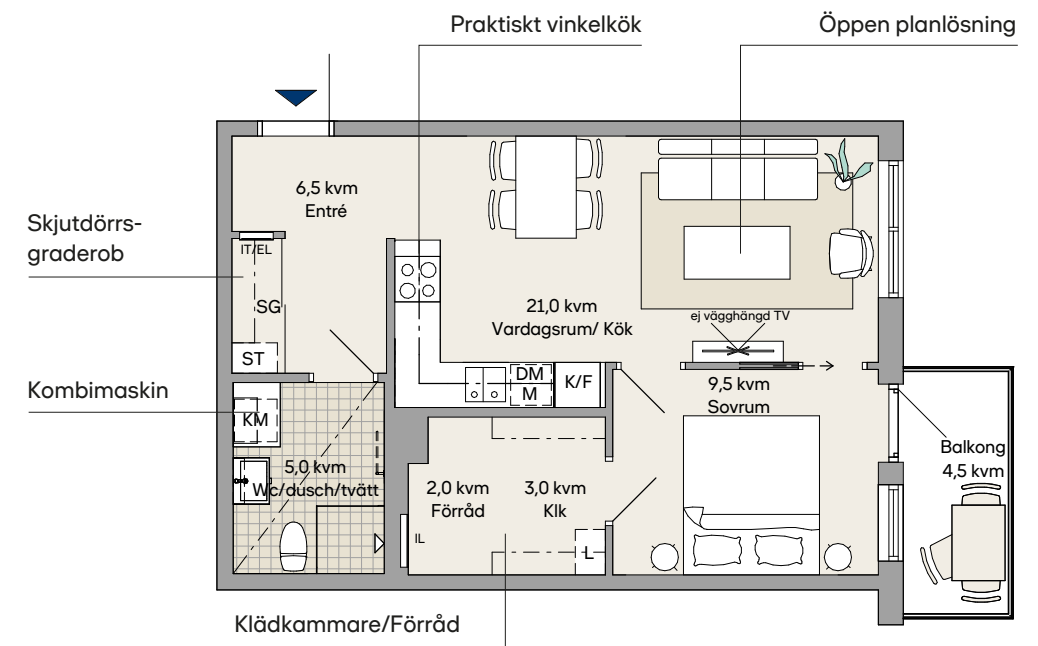 Praktiskt vinkelkök
Öppen planlösning
6,5 kvm
Entré
Skjutdörrs-
graderob
IT/EL
SG
ST
21,0 kvm
Vardagsrum/ Kök
ej vägghängd TV
DM
M
K/F
9,5 kvm
Sovrum
Kombimaskin
KM
5,0 kvm
Wc/dusch/tvätt
2,0 kvm
Förråd
3,0 kvm
Klk
IL
L
Balkong
4,5 kvm
Klädkammare/Förråd